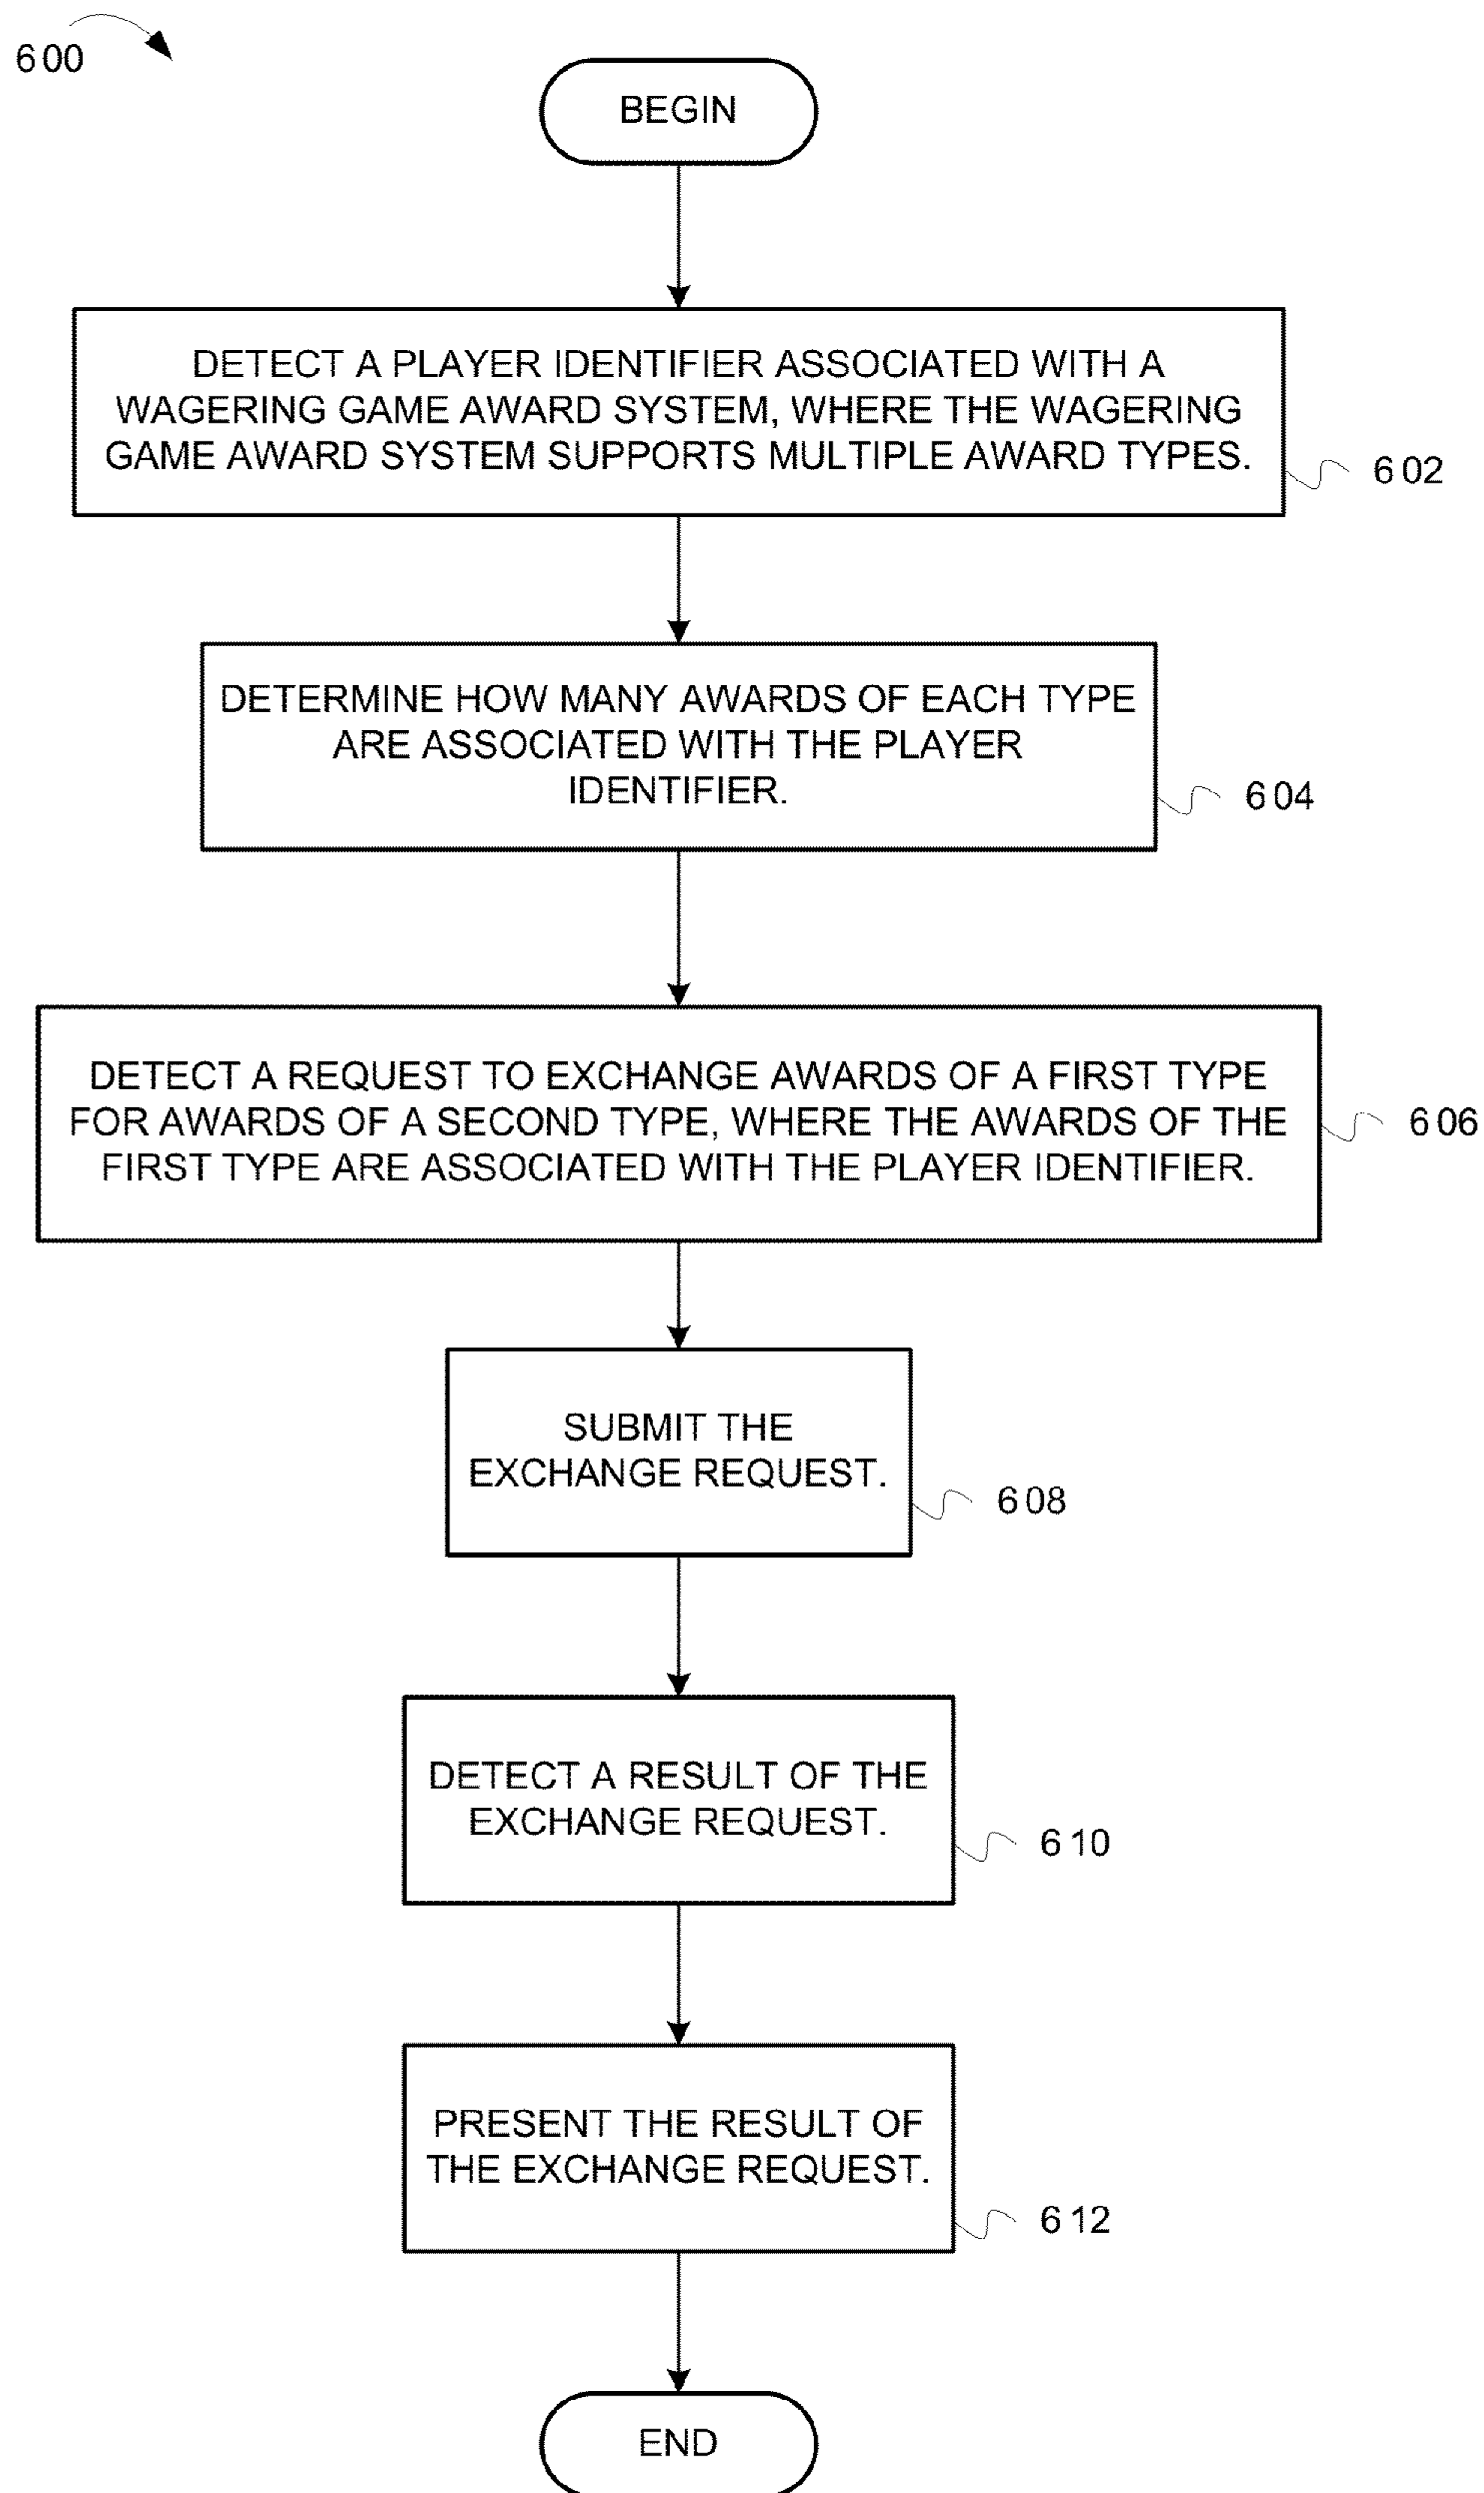 600
BEGIN
DETECT A PLAYER IDENTIFIER ASSOCIATED WITH A
WAGERING GAME AWARD SYSTEM, WHERE THE WAGERING
GAME AWARD SYSTEM SUPPORTS MULTIPLE AWARD TYPES.
602
DETERMINE HOW MANY AWARDS OF EACH TYPE
ARE ASSOCIATED WITH THE PLAYER
IDENTIFIER.
604
DETECT A REQUEST TO EXCHANGE AWARDS OF A FIRST TYPE
FOR AWARDS OF A SECOND TYPE, WHERE THE AWARDS OF THE
FIRST TYPE ARE ASSOCIATED WITH THE PLAYER IDENTIFIER.
606
SUBMIT THE
EXCHANGE REQUEST.
608
DETECT A RESULT OF THE
EXCHANGE REQUEST.
610
PRESENT THE RESULT OF
THE EXCHANGE REQUEST.
612
END